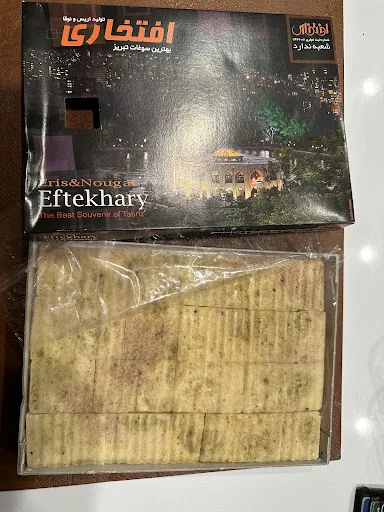 تولید اریس و نوقا
افتخاری
بهترین سوغات تبریز
شعبه ندارد
Eris&Nougat
Eftekhary
The Best Souvenir of Tabriz